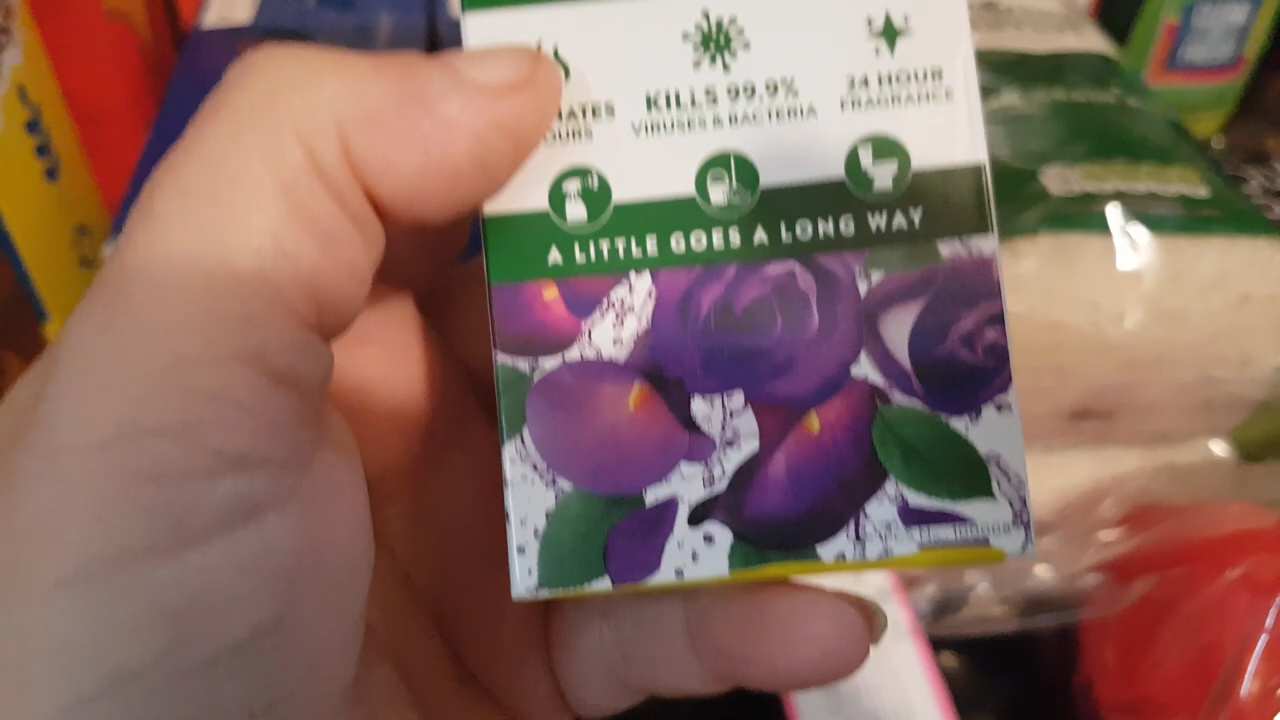 KILLS 99.9%
VIRUSES & BACTERIA
24 HOUR
FRAGRANCE
A LITTLE GOES A LONG WAY